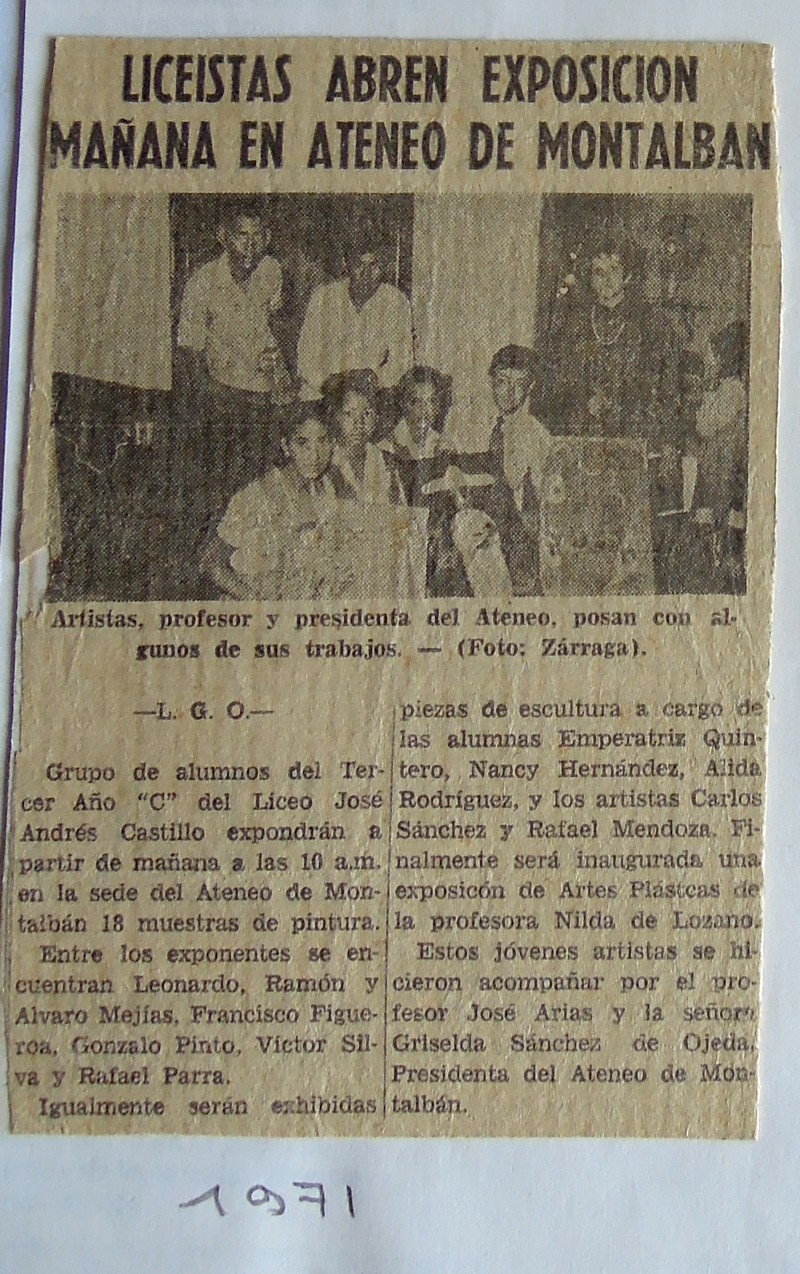 LICEISTAS ABREN EXPOSICION
MAÑANA EN ATENEO DE MONTALBAN
Artistas, profesor y presidenta del Ateneo, posan con al-
gunos de sus trabajos. — (Foto: Zárraga).
—L. G. O.—
Grupo de alumnos del Ter-
cer Año "C" del Liceo José
Andrés Castillo expondrán a
partir de mañana a las 10 a.m.
en la sede del Ateneo de Mon-
talbán 18 muestras de pintura.
Entre los exponentes se en-
cuentran Leonardo, Ramón y
Alvaro Mejías, Francisco Figue-
roa, Gonzalo Pinto, Víctor Sil-
va y Rafael Parra.
Igualmente serán exhibidas
piezas de escultura a cargo de
las alumnas Emperatriz Quin-
tero, Nancy Hernández, Alida
Rodríguez, y los artistas Carlos
Sánchez y Rafael Mendoza. Fi-
nalmente será inaugurada una
exposicón de Artes Plástcas de
la profesora Nilda de Lozano.
Estos jóvenes artistas se hi-
cieron acompañar por el pro-
fesor José Arias y la señora
Griselda Sánchez de Ojeda,
Presidenta del Ateneo de Mon-
talbán.
1971